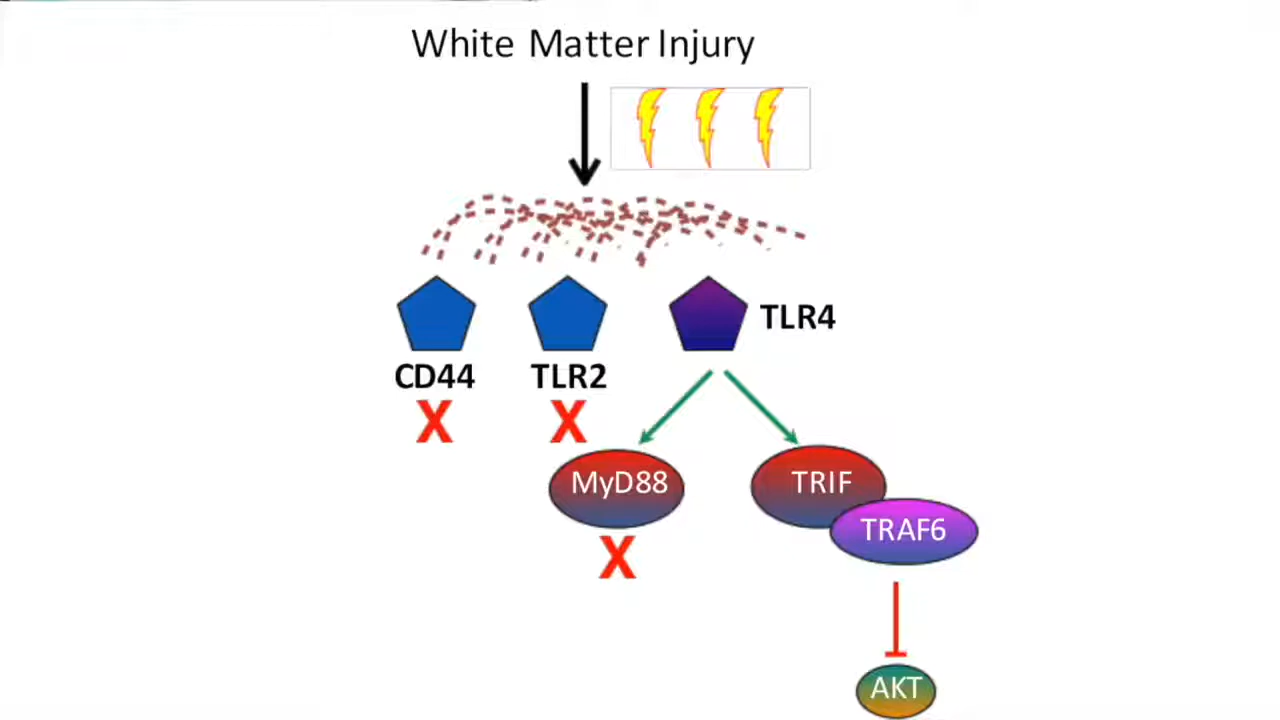 White Matter Injury
TLR4
CD44
TLR2
X
X
MyD88
TRIF
TRAF6
X
AKT